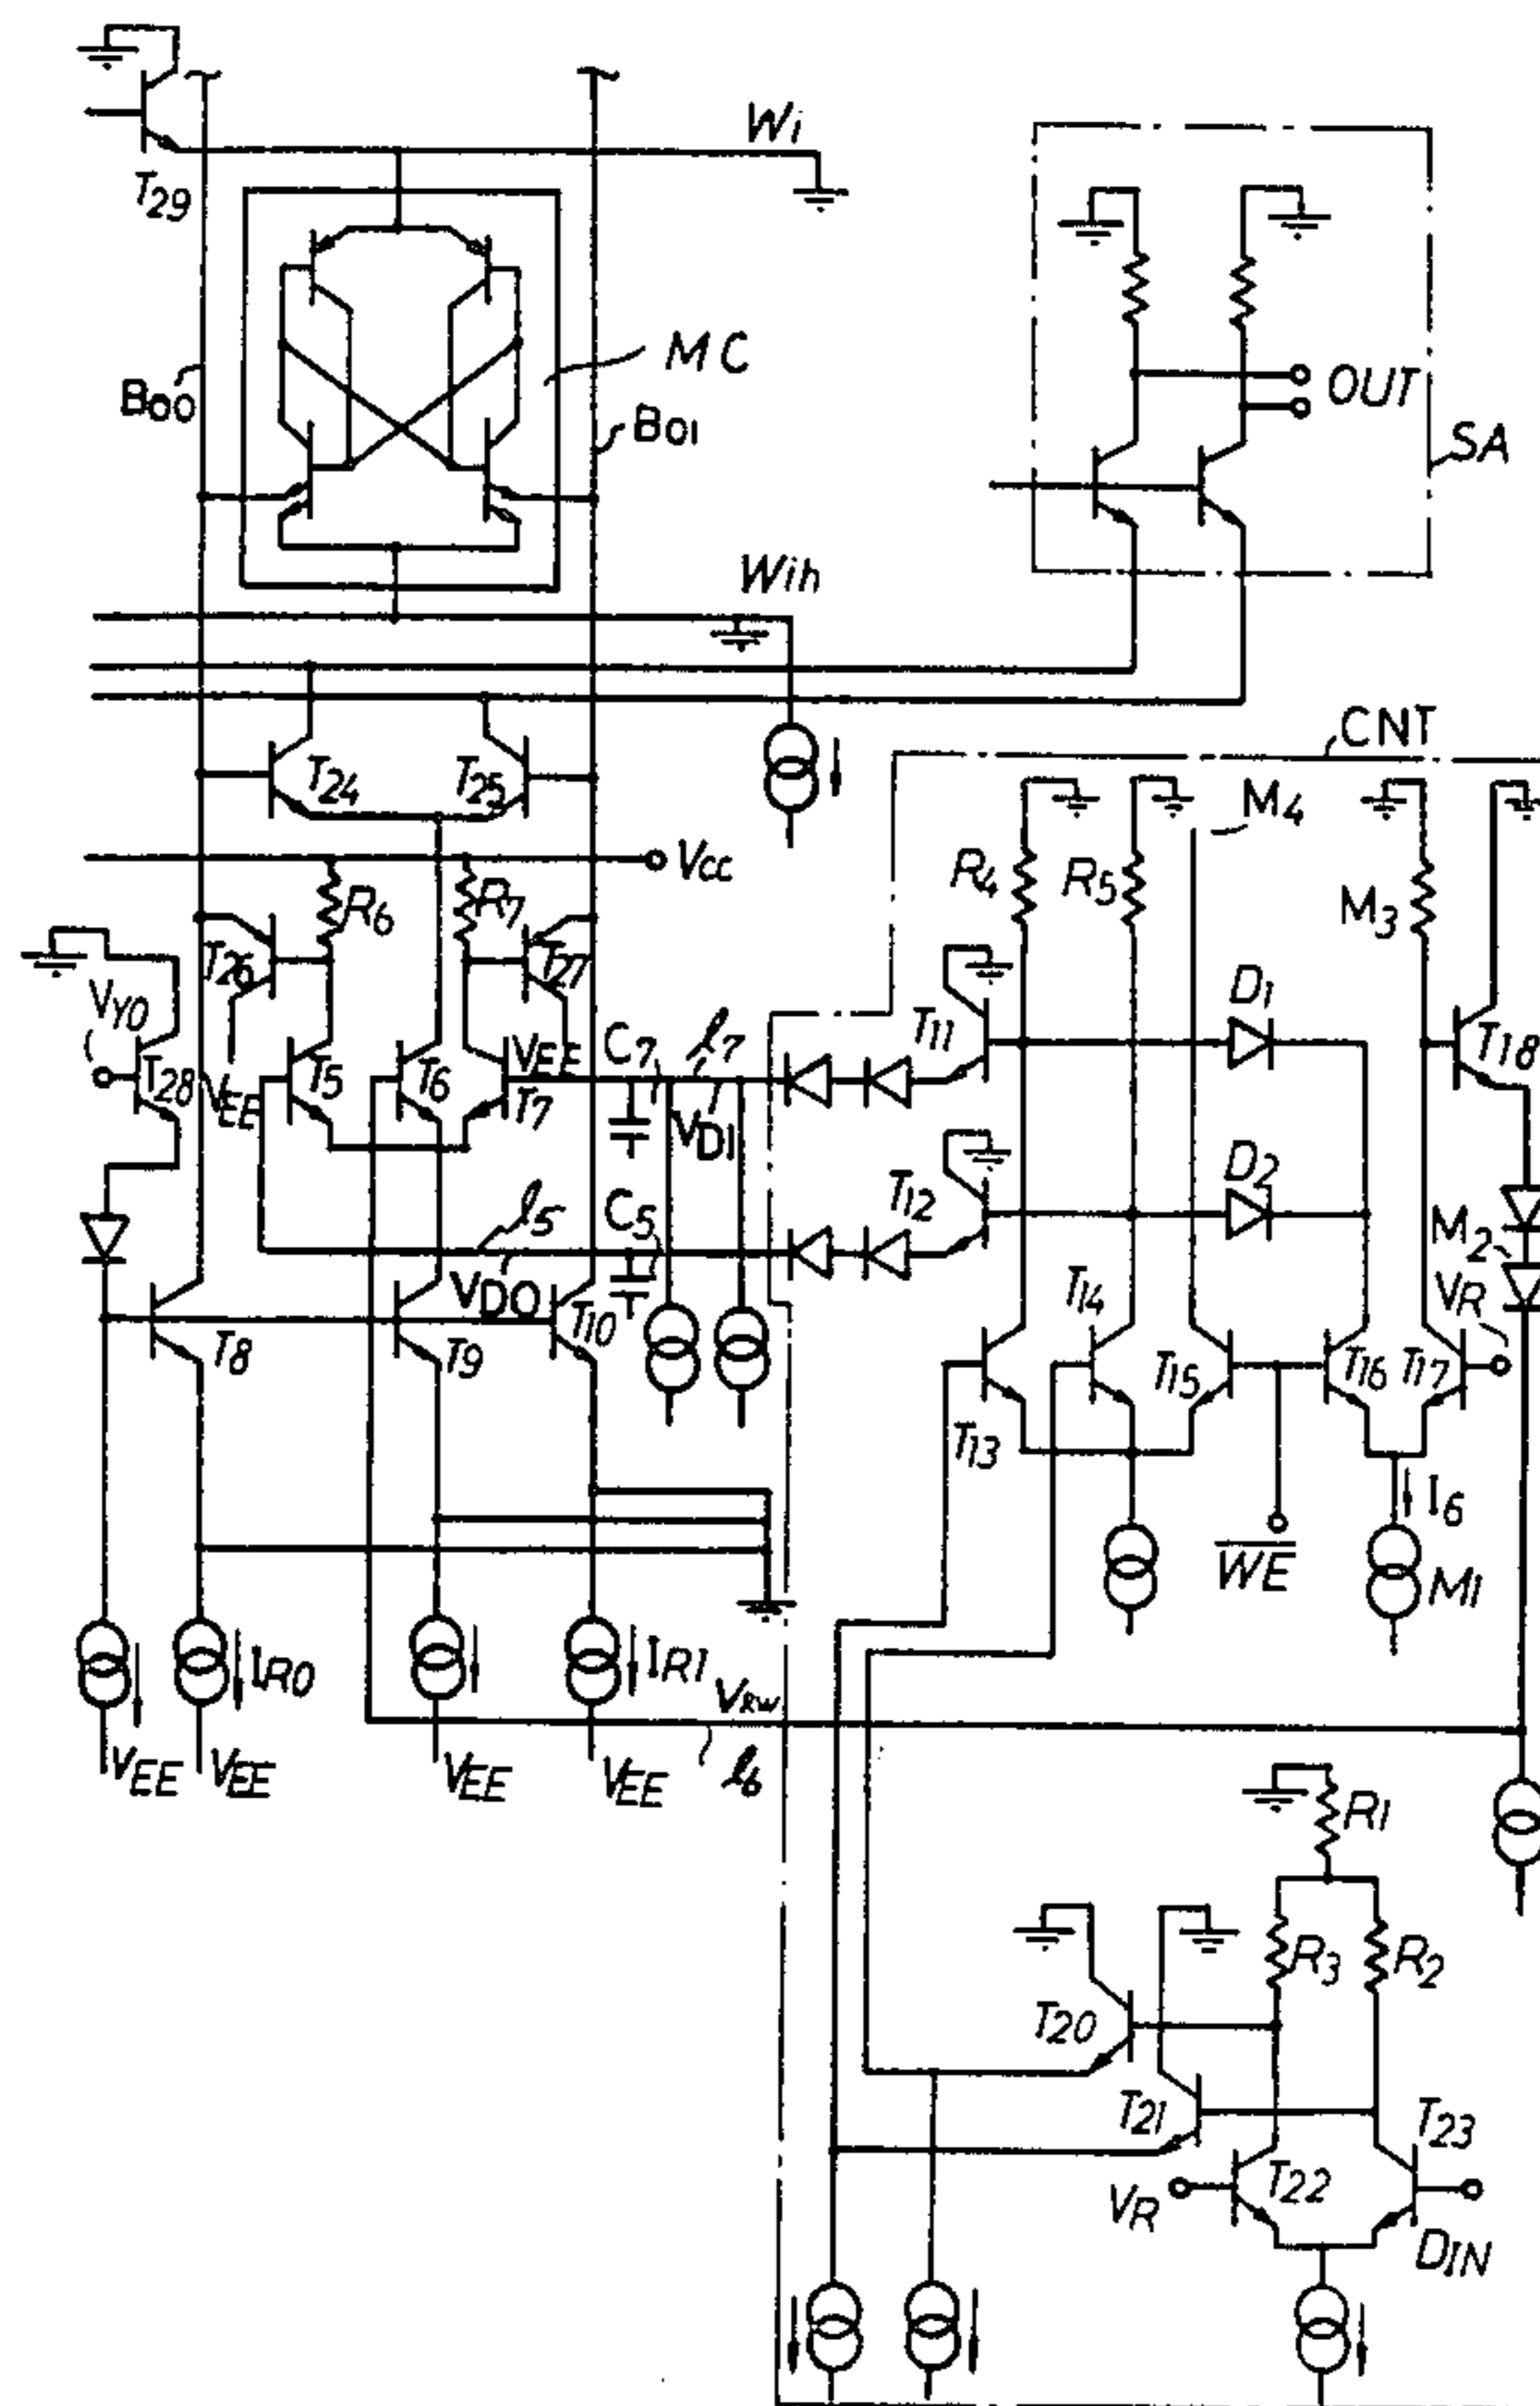 Wi
T29
MC
B00
B01
OUT
SA
Wih
CNT
T24
T25
M4
VCC
R4
R5
R6
R7
M3
T26
T27
VY0
D1
T11
T18
C7
l7
VEE
T28
VEE
T5
T6
T7
VD1
D2
T12
l5
C5
M2
VR
VD0
T14
T10
T8
T9
T15
T16
T17
T13
I6
WE
M1
IR0
IR1
VRW
VEE
VEE
VEE
VEE
l6
R1
R3
R2
T20
T21
T23
T22
VR
DIN